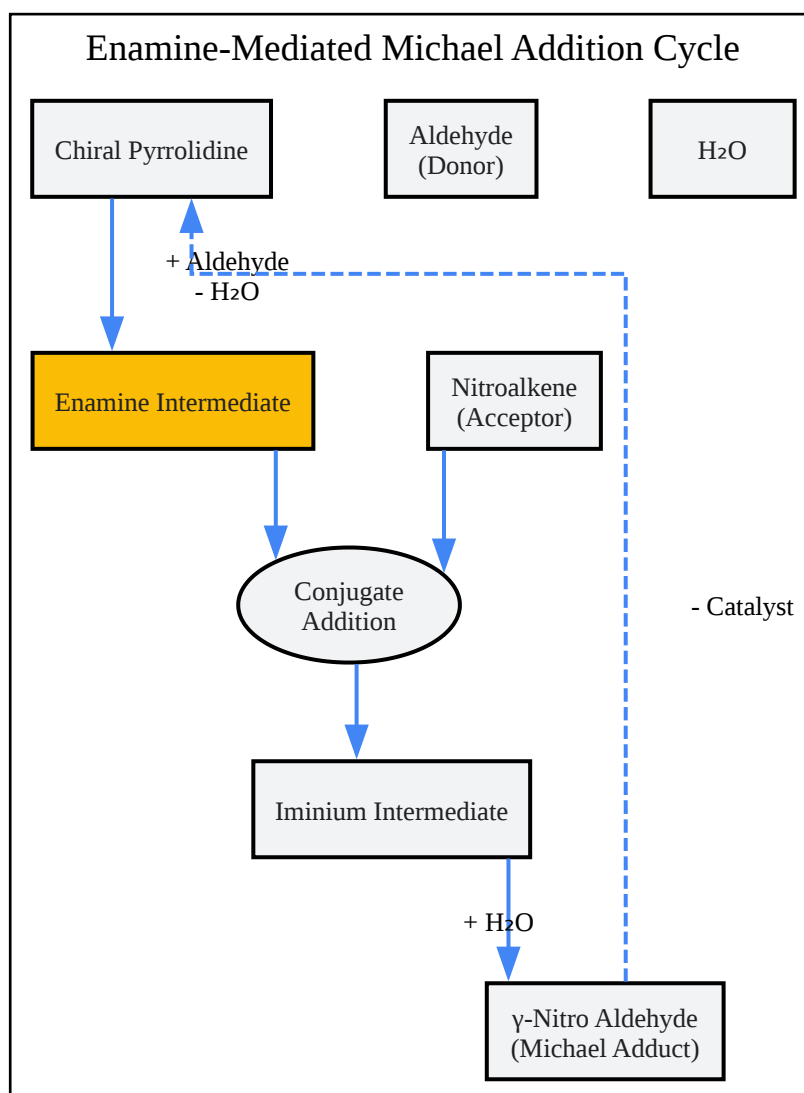 Enamine-Mediated Michael Addition Cycle
Chiral Pyrrolidine
Aldehyde
(Donor)
H₂O
+ Aldehyde
- H₂O
Enamine Intermediate
Nitroalkene
(Acceptor)
Conjugate
Addition
- Catalyst
Iminium Intermediate
+ H₂O
γ-Nitro Aldehyde
(Michael Adduct)